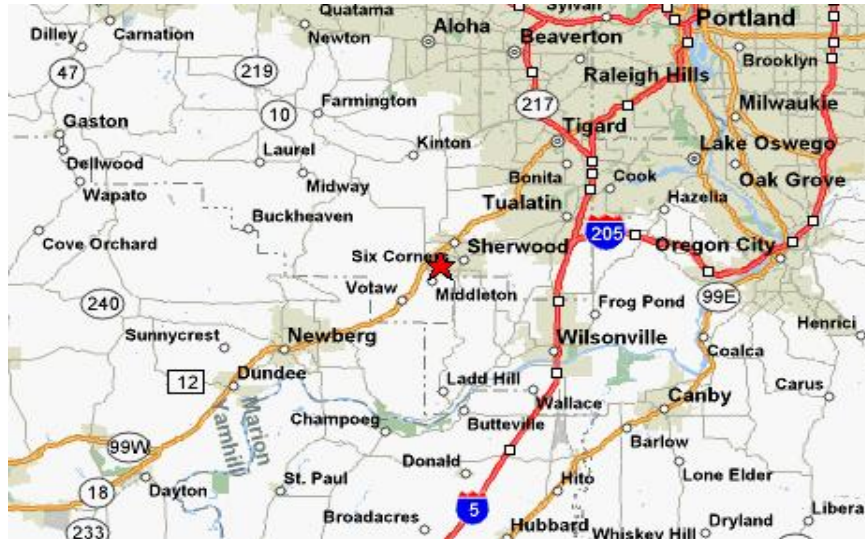 Quatama
Sylvan
Portland
Dilley
Carnation
Newton
Aloha
Beaverton
Brooklyn
47
219
Raleigh Hills
Farmington
217
Milwaukie
10
Gaston
Tigard
Kinton
Lake Oswego
Dellwood
Laurel
Bonita
Cook
Oak Grove
Wapato
Midway
Hazelia
Tualatin
Buckheaven
205
Cove Orchard
Six Corners
Sherwood
Oregon City
Votaw
Middleton
99E
240
Frog Pond
Henrici
Sunnycrest
Newberg
Wilsonville
Coalca
12
Dundee
Ladd Hill
Carus
Wallace
Canby
Marion
Yamhill
Champoeg
Butteville
Barlow
99W
Donald
Lone Elder
18
Dayton
St. Paul
Hito
5
Libera
233
Broadacres
Hubbard
Whiskey Hill
Dryland